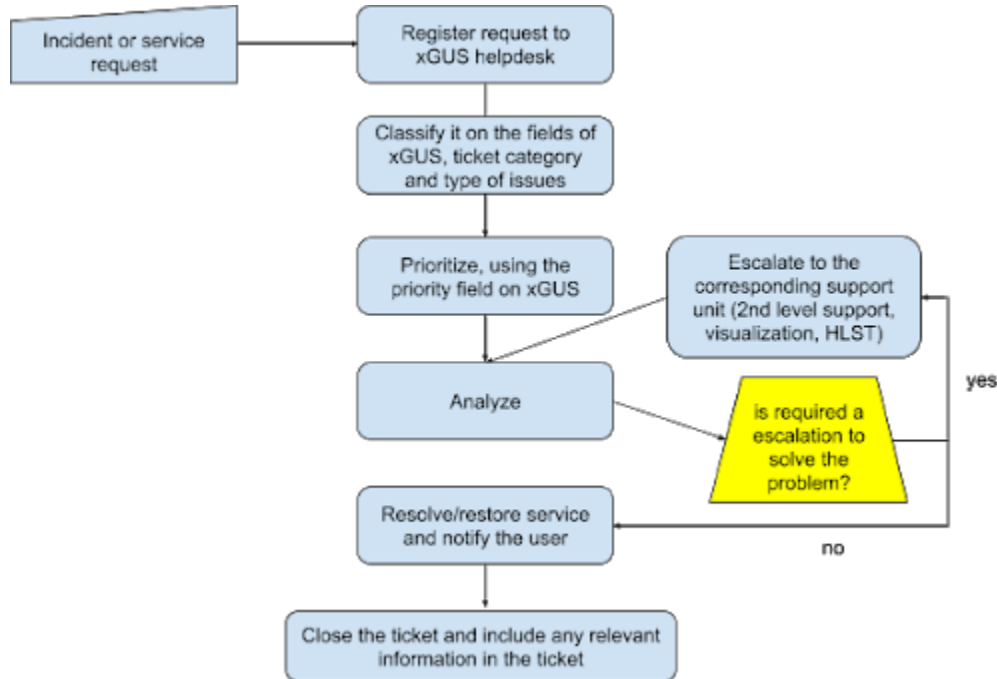 Incident or service
request
Register request to
xGUS helpdesk
Classify it on the fields of
xGUS, ticket category
and type of issues
Prioritize, using the
priority field on xGUS
Escalate to the
corresponding support
unit (2nd level support,
visualization, HLST)
yes
Analyze
is required a
escalation to
solve the
problem?
Resolve/restore service
and notify the user
no
Close the ticket and include any relevant
information in the ticket